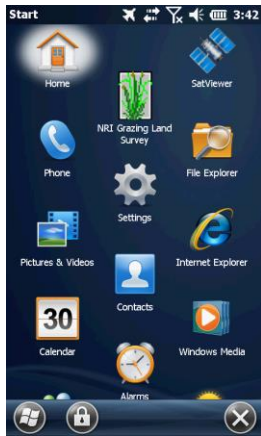 Start 3:42
Home
SatViewer
NRI Grazing Land
Survey
Phone
File Explorer
Settings
Pictures & Videos
Internet Explorer
Contacts
30
Calendar
Windows Media
Alarms